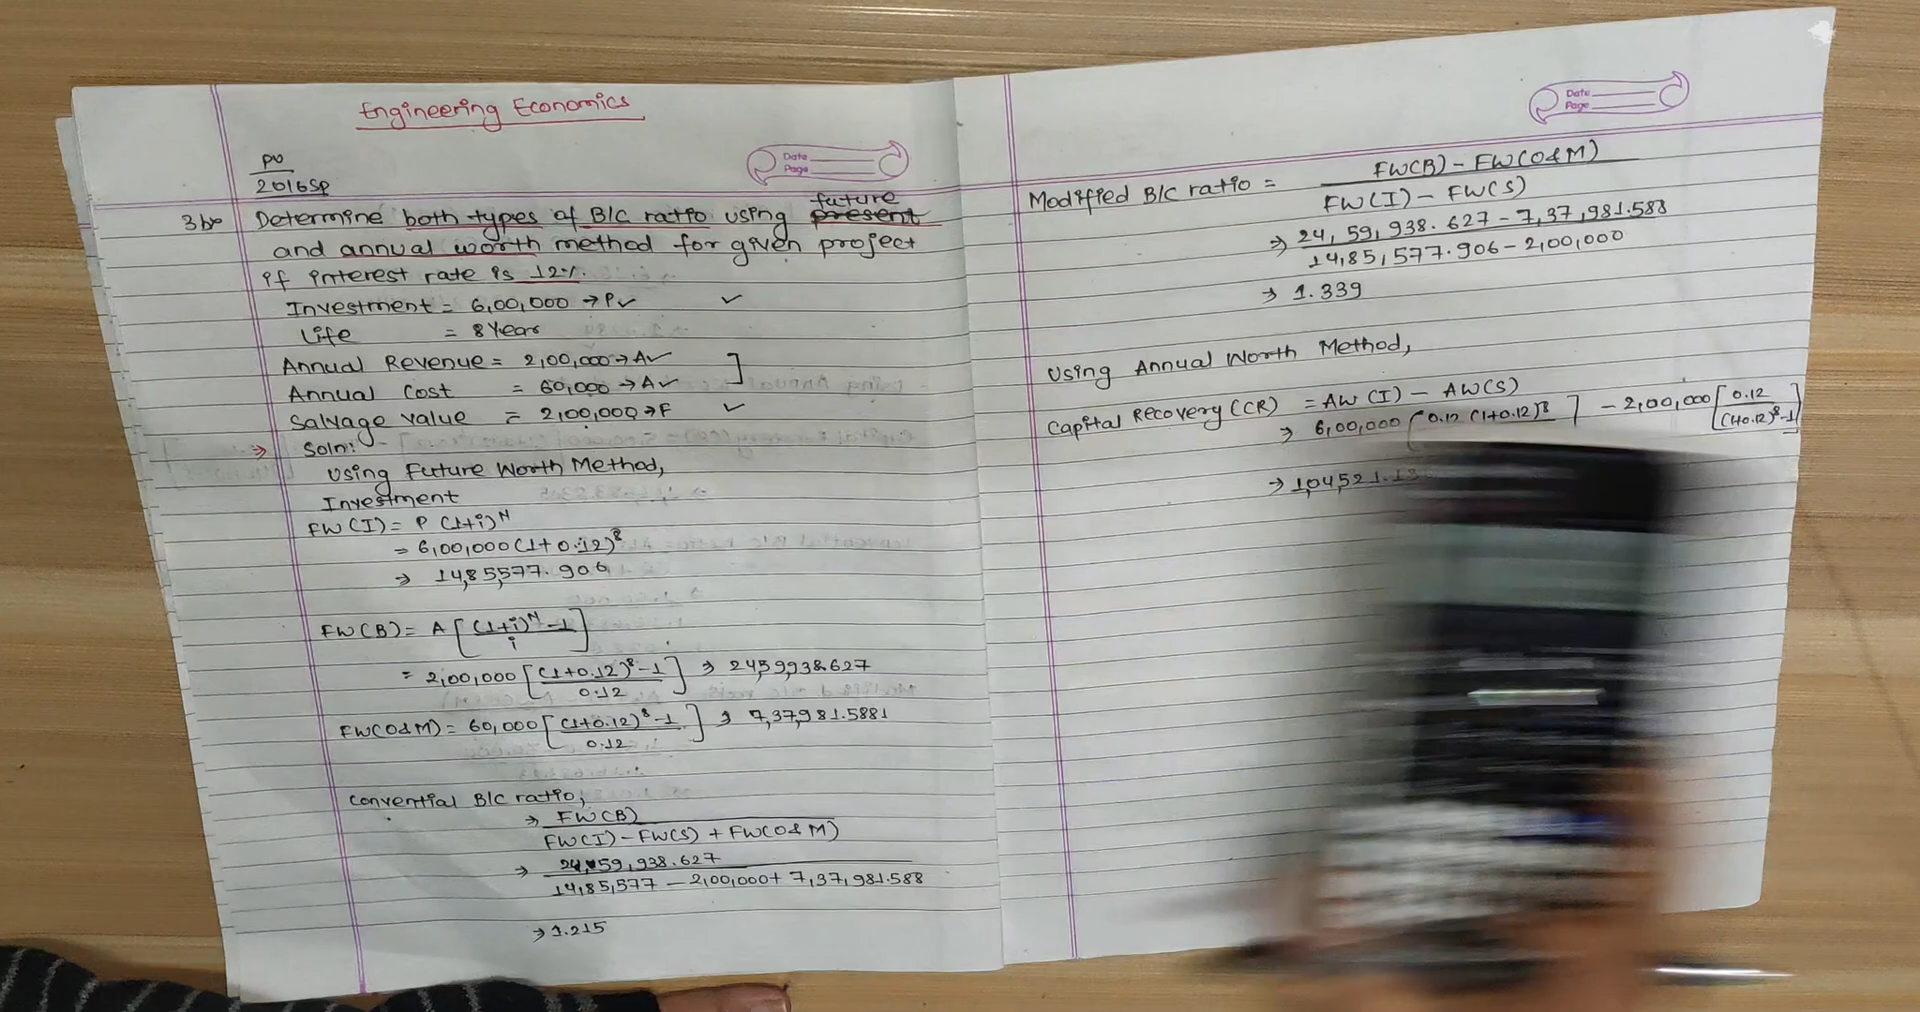 Engineering Economics
PU
2016SP
Date
Page
future
3b. Determine both types of B/C ratio using present
and annual worth method for given project
if interest rate is 12%.
Investment = 6,00,000 → P✓ ✓
Life = 8 Year
Annual Revenue = 2,00,000 → A✓ ]
Annual Cost = 60,000 → A✓
Salvage value = 2,00,000 → F ✓
⇒ Soln:-
Using Future Worth Method,
Investment
FW(I) = P (1+i)^N
= 6,00,000 (1+0.12)^8
⇒ 14,85,577.906
FW(B) = A [(1+i)^N - 1 / i]
= 2,00,000 [(1+0.12)^8 - 1 / 0.12] ⇒ 2459938.627
FW(O&M) = 60,000 [(1+0.12)^8 - 1 / 0.12] ⇒ 7,37,981.5881
Convential B/C ratio,
⇒ FW(B)
FW(I) - FW(S) + FW(O&M)
⇒ 24,59,938.627
14,85,577 - 2,00,000 + 7,37,981.588
⇒ 1.215
Date
Page
Modified B/C ratio = FW(B) - FW(O&M)
FW(I) - FW(S)
⇒ 24,59,938.627 - 7,37,981.588
14,85,577.906 - 2,00,000
⇒ 1.339
Using Annual Worth Method,
Capital Recovery (CR) = AW(I) - AW(S)
⇒ 6,00,000 [0.12 (1+0.12)^8 ] - 2,00,000 [0.12 / (1+0.12)^8 - 1]
⇒ 1,04,521.13